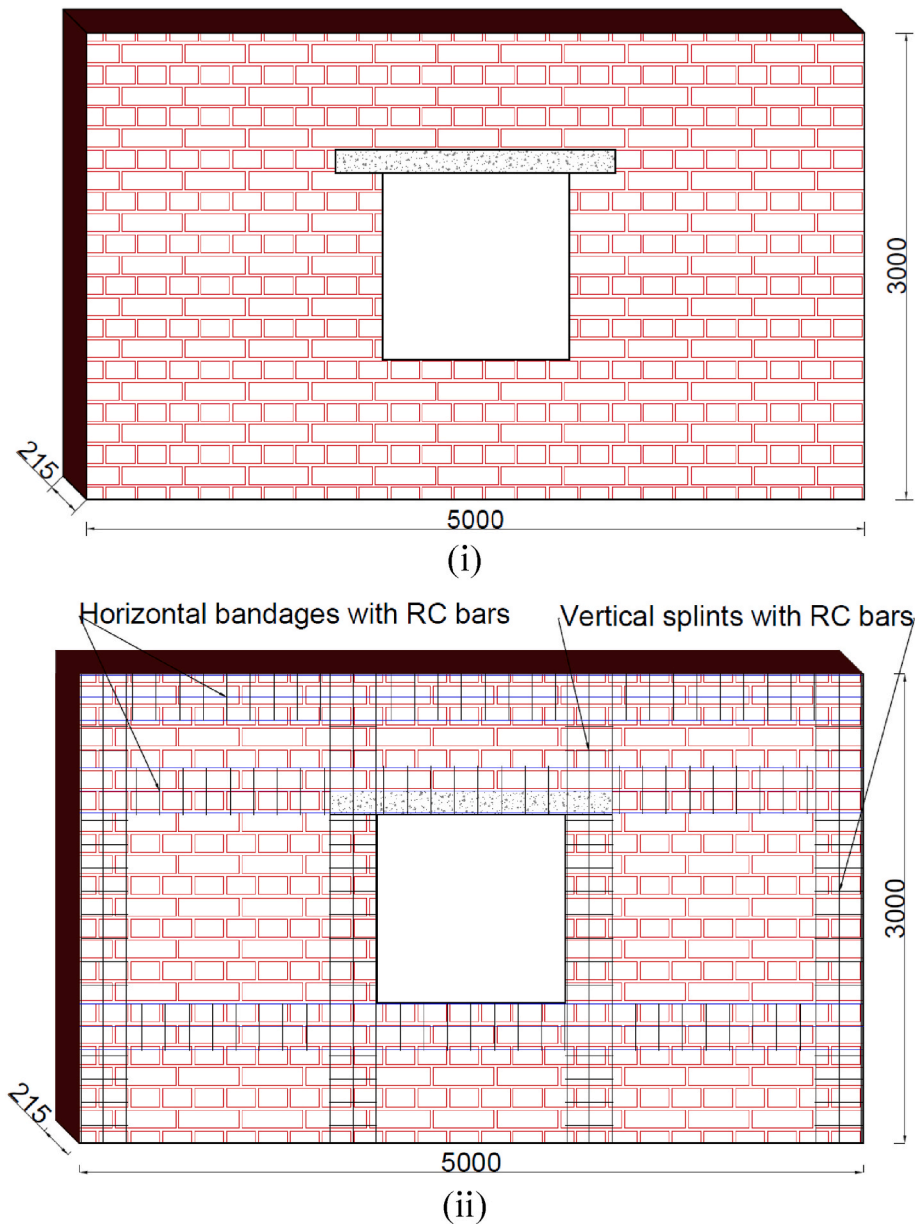 3000
215
5000
(i)
Horizontal bandages with RC bars
Vertical splints with RC bars
3000
215
5000
(ii)